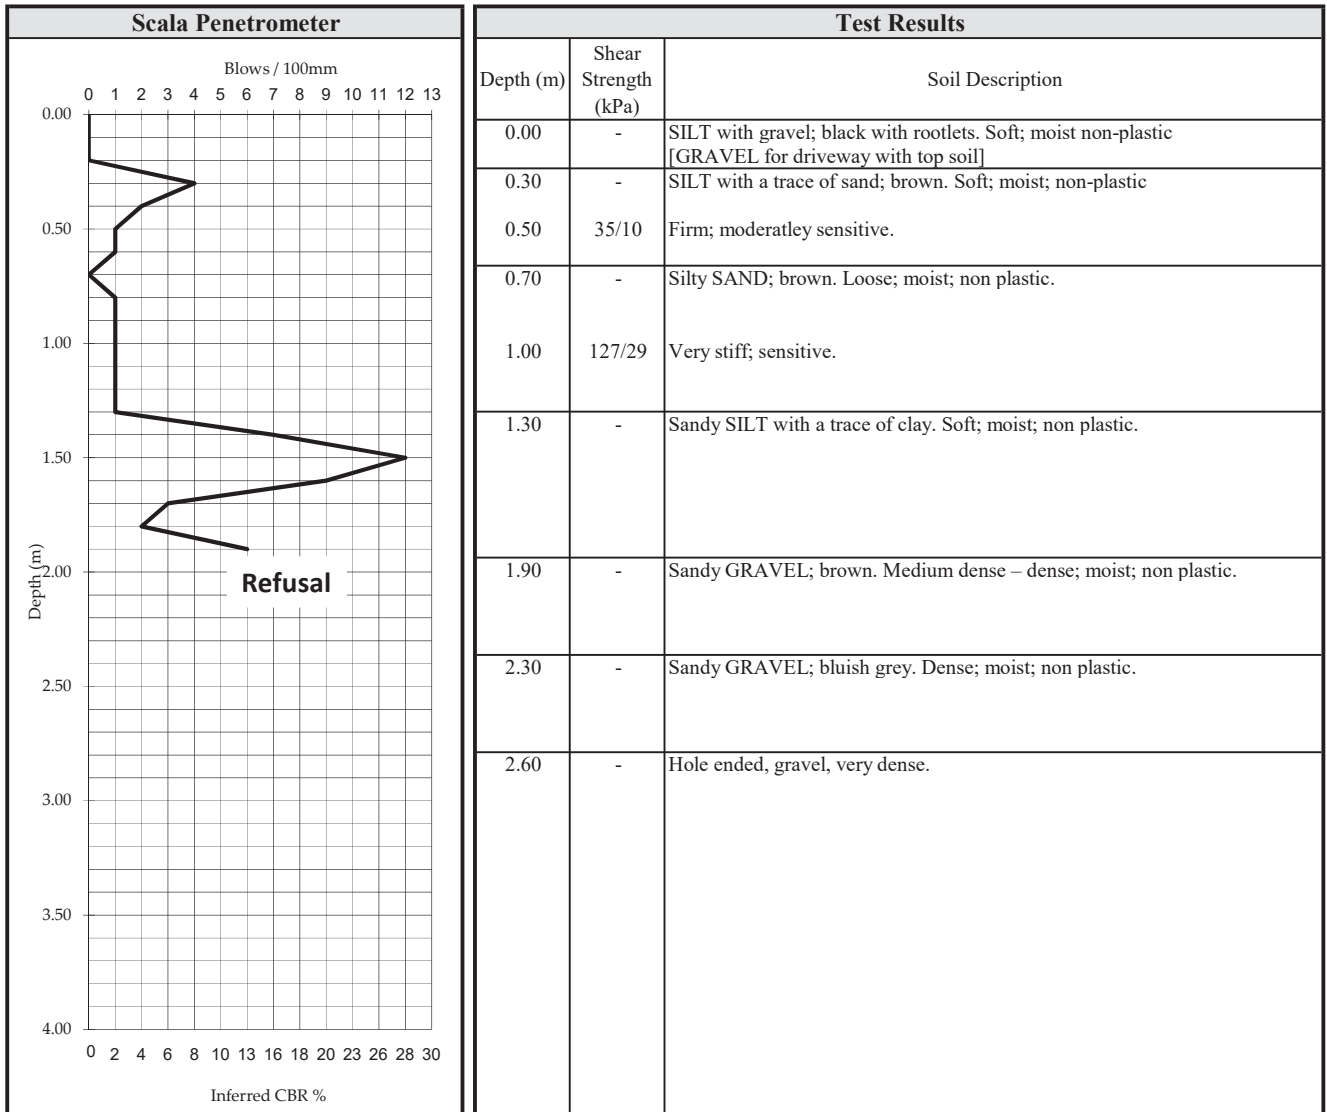 Scala Penetrometer
Blows / 100mm
0 1 2 3 4 5 6 7 8 9 10 11 12 13
0.00
0.50
1.00
1.50
2.00
2.50
3.00
3.50
4.00
Depth (m)
Refusal
0 2 4 6 8 10 13 16 18 20 23 26 28 30
Inferred CBR %
Test Results
Depth (m) Shear Strength (kPa) Soil Description
0.00 - SILT with gravel; black with rootlets. Soft; moist non-plastic
[GRAVEL for driveway with top soil]
0.30 - SILT with a trace of sand; brown. Soft; moist; non-plastic
0.50 35/10 Firm; moderatley sensitive.
0.70 - Silty SAND; brown. Loose; moist; non plastic.
1.00 127/29 Very stiff; sensitive.
1.30 - Sandy SILT with a trace of clay. Soft; moist; non plastic.
1.90 - Sandy GRAVEL; brown. Medium dense – dense; moist; non plastic.
2.30 - Sandy GRAVEL; bluish grey. Dense; moist; non plastic.
2.60 - Hole ended, gravel, very dense.